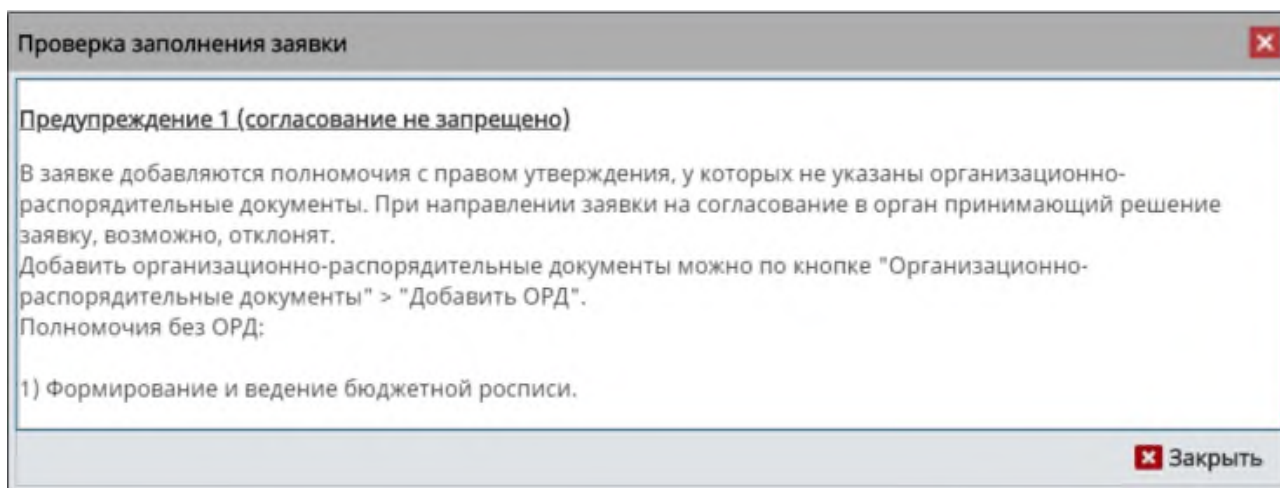 Проверка заполнения заявки
Предупреждение 1 (согласование не запрещено)
В заявке добавляются полномочия с правом утверждения, у которых не указаны организационно-
распорядительные документы. При направлении заявки на согласование в орган принимающий решение
заявку, возможно, отклонят.
Добавить организационно-распорядительные документы можно по кнопке "Организационно-
распорядительные документы" > "Добавить ОРД".
Полномочия без ОРД:
1) Формирование и ведение бюджетной росписи.
Закрыть